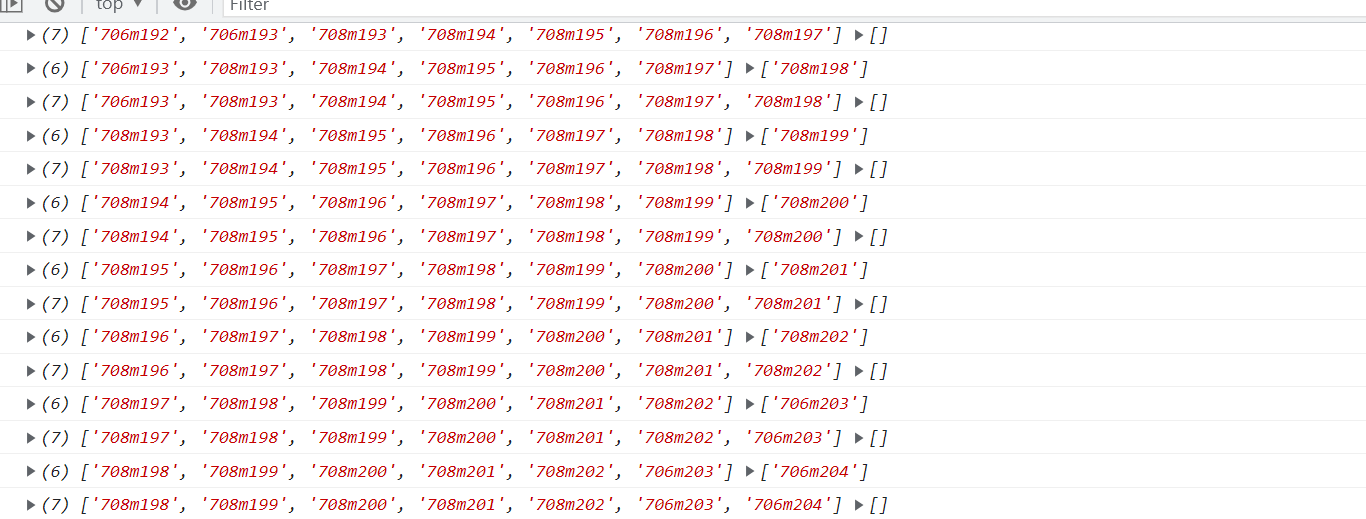 top ▼ Filter
▶(7) ['706m192', '706m193', '708m193', '708m194', '708m195', '708m196', '708m197'] ▶[]
▶(6) ['706m193', '708m193', '708m194', '708m195', '708m196', '708m197'] ▶['708m198']
▶(7) ['706m193', '708m193', '708m194', '708m195', '708m196', '708m197', '708m198'] ▶[]
▶(6) ['708m193', '708m194', '708m195', '708m196', '708m197', '708m198'] ▶['708m199']
▶(7) ['708m193', '708m194', '708m195', '708m196', '708m197', '708m198', '708m199'] ▶[]
▶(6) ['708m194', '708m195', '708m196', '708m197', '708m198', '708m199'] ▶['708m200']
▶(7) ['708m194', '708m195', '708m196', '708m197', '708m198', '708m199', '708m200'] ▶[]
▶(6) ['708m195', '708m196', '708m197', '708m198', '708m199', '708m200'] ▶['708m201']
▶(7) ['708m195', '708m196', '708m197', '708m198', '708m199', '708m200', '708m201'] ▶[]
▶(6) ['708m196', '708m197', '708m198', '708m199', '708m200', '708m201'] ▶['708m202']
▶(7) ['708m196', '708m197', '708m198', '708m199', '708m200', '708m201', '708m202'] ▶[]
▶(6) ['708m197', '708m198', '708m199', '708m200', '708m201', '708m202'] ▶['706m203']
▶(7) ['708m197', '708m198', '708m199', '708m200', '708m201', '708m202', '706m203'] ▶[]
▶(6) ['708m198', '708m199', '708m200', '708m201', '708m202', '706m203'] ▶['706m204']
▶(7) ['708m198', '708m199', '708m200', '708m201', '708m202', '706m203', '706m204'] ▶[]